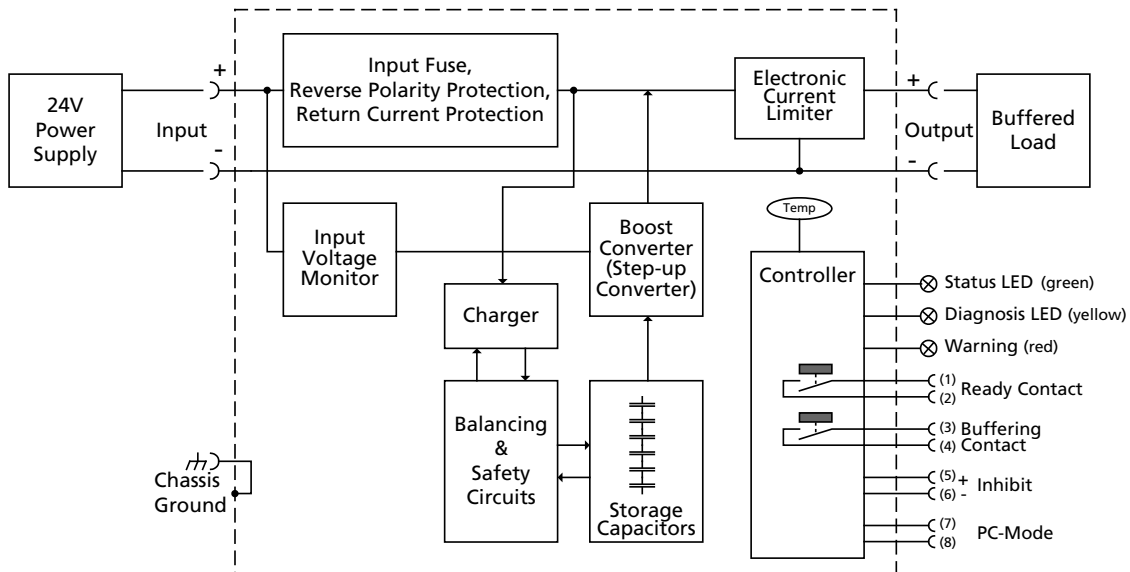 24V
Power
Supply
+
Input
-
Input Fuse,
Reverse Polarity Protection,
Return Current Protection
Electronic
Current
Limiter
+
Output
-
Buffered
Load
Input
Voltage
Monitor
Boost
Converter
(Step-up
Converter)
Charger
Balancing
&
Safety
Circuits
Storage
Capacitors
Temp
Controller
Status LED (green)
Diagnosis LED (yellow)
Warning (red)
(1)
(2)
Ready Contact
(3) Buffering
(4) Contact
(5) +
(6) -
Inhibit
(7)
(8)
PC-Mode
Chassis
Ground